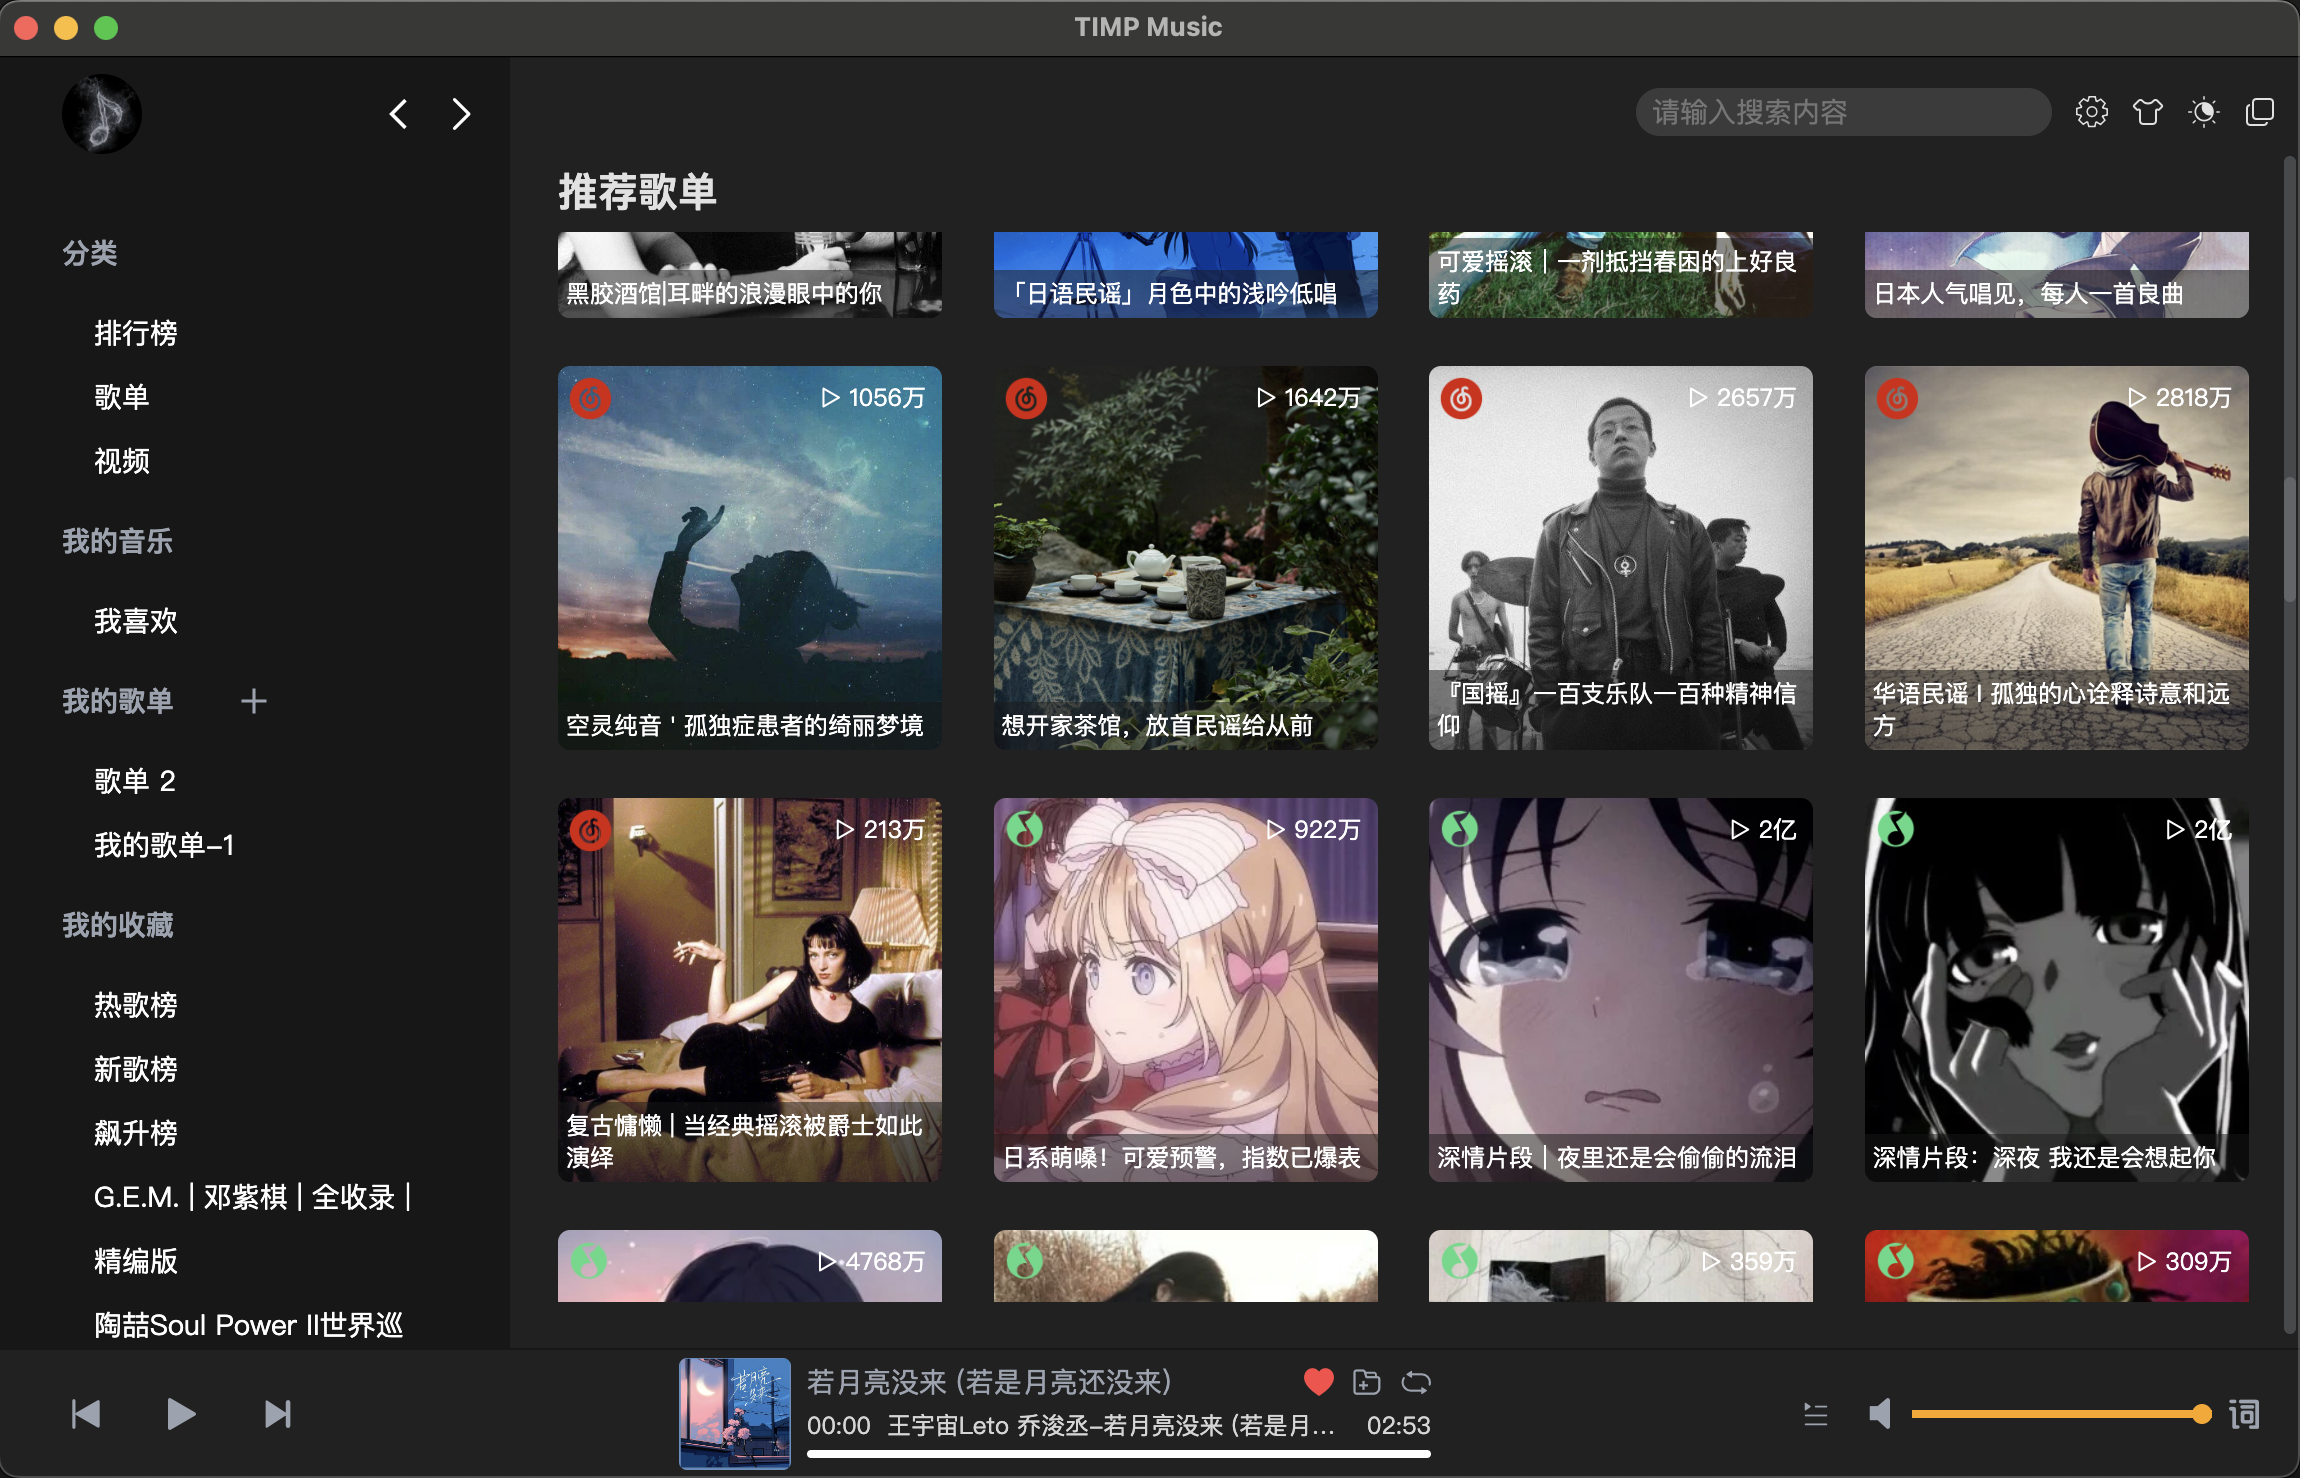 TIMP Music
请输入搜索内容
分类
排行榜
歌单
视频
我的音乐
我喜欢
我的歌单
歌单 2
我的歌单-1
我的收藏
热歌榜
新歌榜
飙升榜
G.E.M. | 邓紫棋 | 全收录 |
精编版
陶喆Soul Power II世界巡
推荐歌单
黑胶酒馆|耳畔的浪漫眼中的你
「日语民谣」月色中的浅吟低唱
可爱摇滚 | 一剂抵挡春困的上好良
药
日本人气唱见，每人一首良曲
1056万
空灵纯音 ' 孤独症患者的绮丽梦境
1642万
想开家茶馆，放首民谣给从前
2657万
『国摇』一百支乐队一百种精神信
仰
2818万
华语民谣 I 孤独的心诠释诗意和远
方
213万
复古慵懒 | 当经典摇滚被爵士如此
演绎
922万
日系萌嗓！可爱预警，指数已爆表
2亿
深情片段 | 夜里还是会偷偷的流泪
2亿
深情片段：深夜 我还是会想起你
4768万
359万
309万
若月亮没来
若月亮没来 (若是月亮还没来)
00:00 王宇宙Leto 乔浚丞-若月亮没来 (若是月... 02:53
词